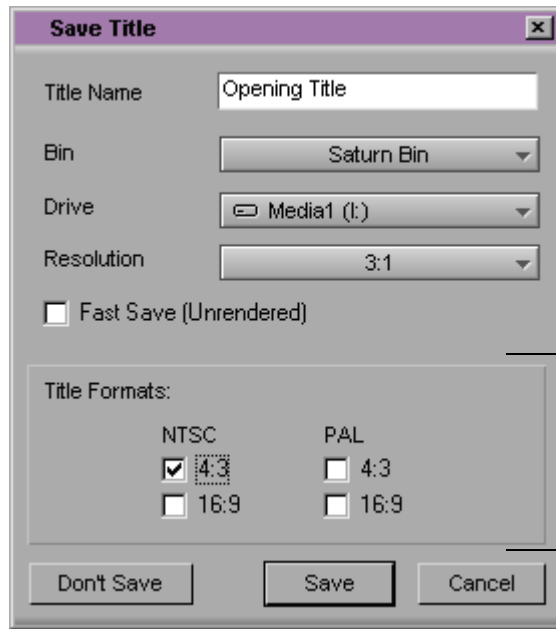 Save Title
Title Name Opening Title
Bin Saturn Bin
Drive Media1 (I:)
Resolution 3:1
Fast Save (Unrendered)
Title Formats:
NTSC PAL
4:3 4:3
16:9 16:9
Don't Save Save Cancel